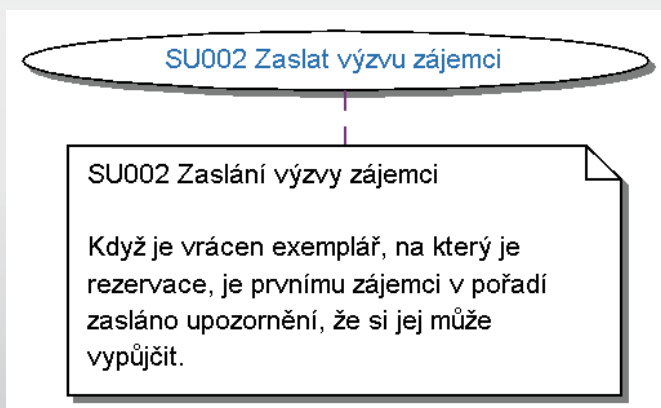 SU002 Zaslat výzvu zájemci
SU002 Zaslání výzvy zájemci
Když je vrácen exemplář, na který je
rezervace, je prvnímu zájemci v pořadí
zasláno upozornění, že si jej může
vypůjčit.